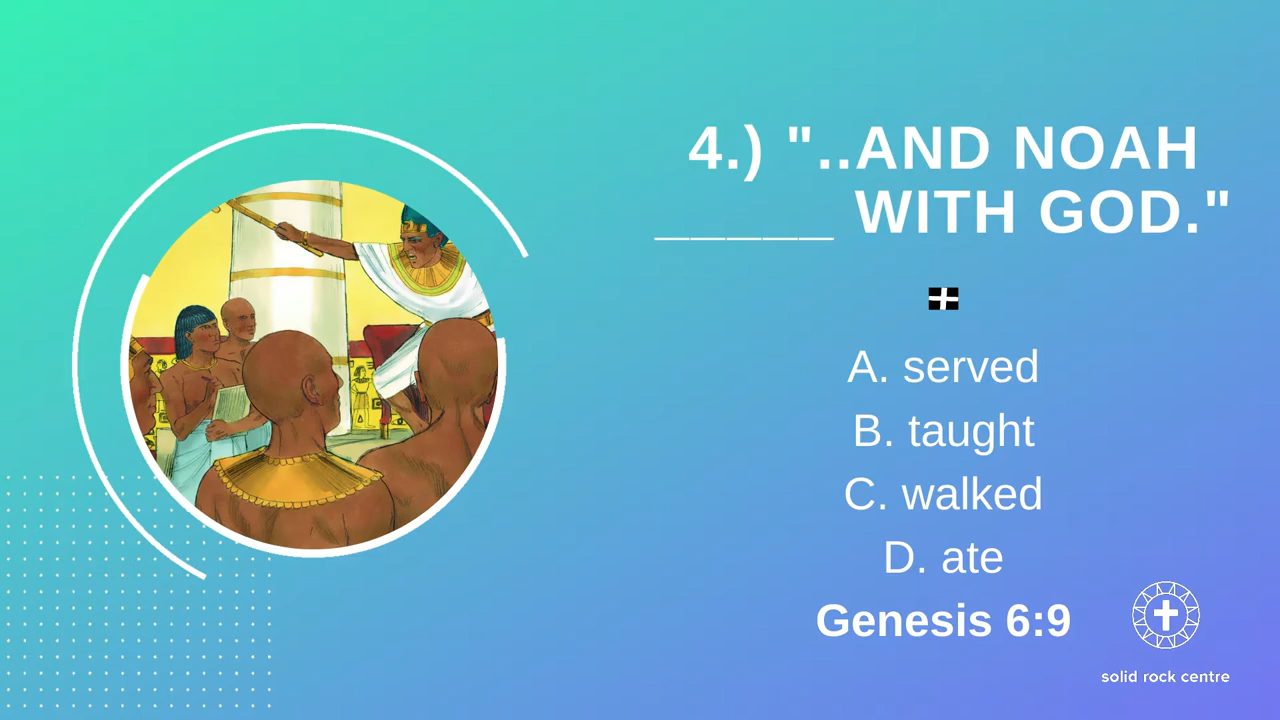 4.) "..AND NOAH
_____ WITH GOD."
A. served
B. taught
C. walked
D. ate
Genesis 6:9
solid rock centre